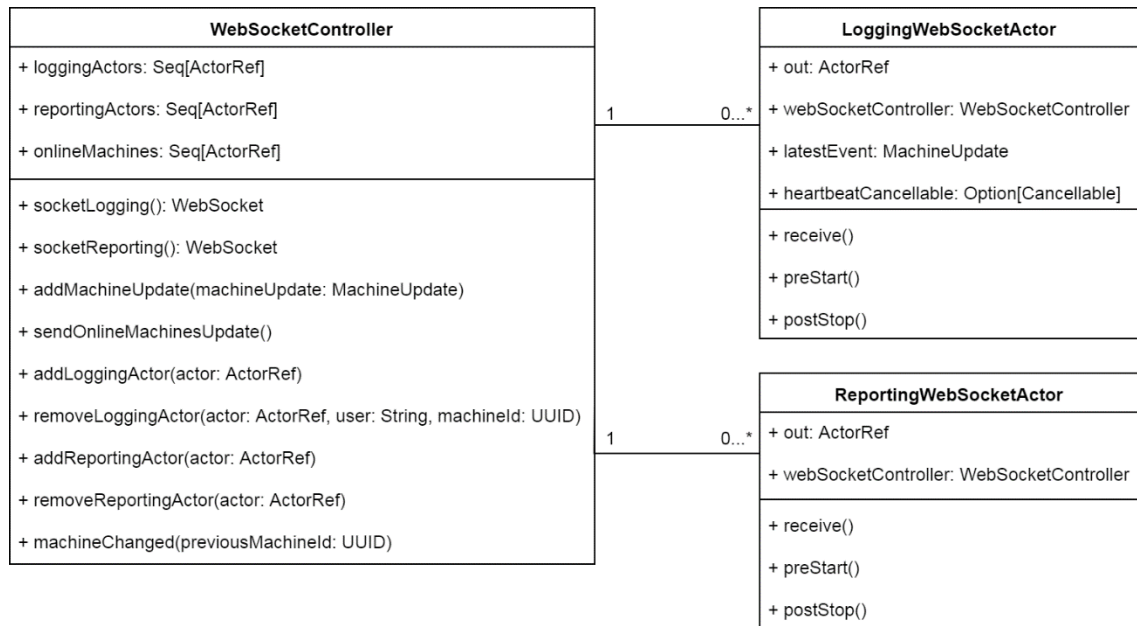 WebSocketController
+ loggingActors: Seq[ActorRef]
+ reportingActors: Seq[ActorRef]
+ onlineMachines: Seq[ActorRef]
+ socketLogging(): WebSocket
+ socketReporting(): WebSocket
+ addMachineUpdate(machineUpdate: MachineUpdate)
+ sendOnlineMachinesUpdate()
+ addLoggingActor(actor: ActorRef)
+ removeLoggingActor(actor: ActorRef, user: String, machineId: UUID)
+ addReportingActor(actor: ActorRef)
+ removeReportingActor(actor: ActorRef)
+ machineChanged(previousMachineId: UUID)
1
0...*
1
0...*
LoggingWebSocketActor
+ out: ActorRef
+ webSocketController: WebSocketController
+ latestEvent: MachineUpdate
+ heartbeatCancellable: Option[Cancellable]
+ receive()
+ preStart()
+ postStop()
ReportingWebSocketActor
+ out: ActorRef
+ webSocketController: WebSocketController
+ receive()
+ preStart()
+ postStop()